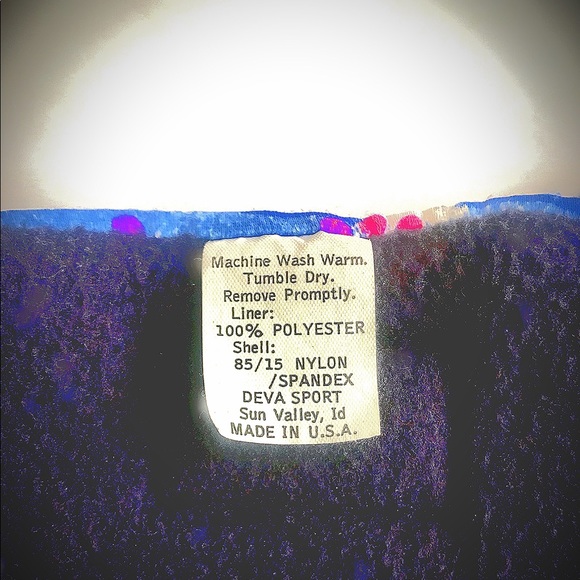 Machine Wash Warm.
Tumble Dry.
Remove Promptly.
Liner:
100% POLYESTER
Shell:
85/15 NYLON
/SPANDEX
DEVA SPORT
Sun Valley, Id
MADE IN U.S.A.